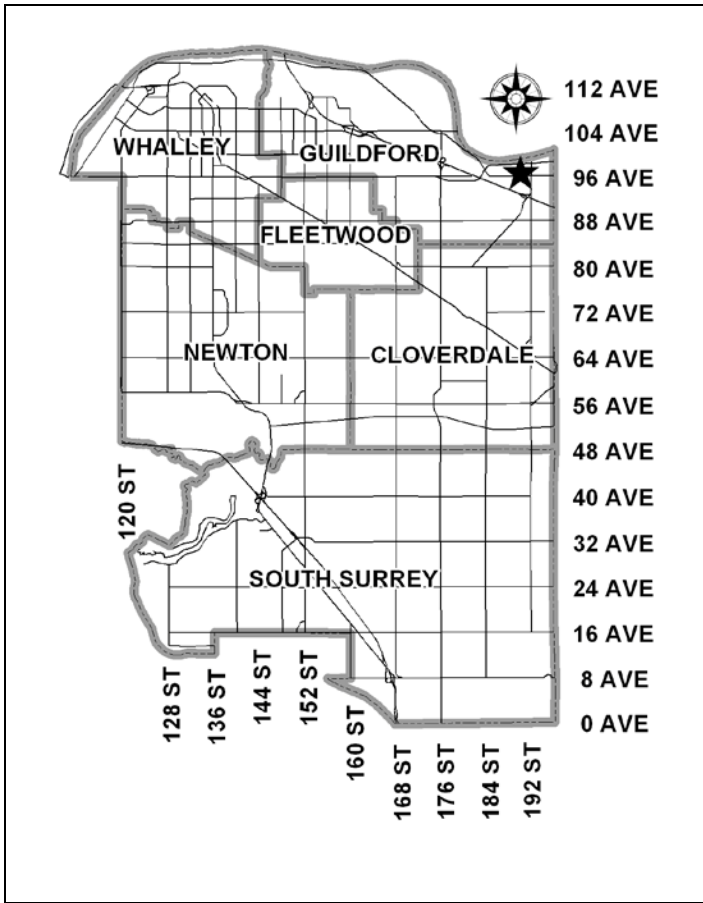 112 AVE
104 AVE
WHALLEY
GUILDFORD
96 AVE
88 AVE
FLEETWOOD
80 AVE
72 AVE
NEWTON
CLOVERDALE
64 AVE
56 AVE
48 AVE
120 ST
40 AVE
32 AVE
SOUTH SURREY
24 AVE
16 AVE
8 AVE
0 AVE
128 ST
136 ST
144 ST
152 ST
160 ST
168 ST
176 ST
184 ST
192 ST